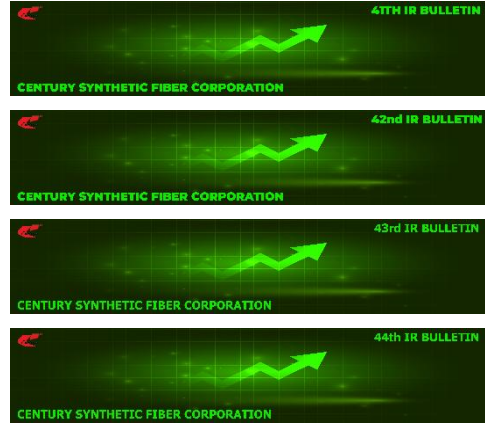 41TH IR BULLETIN
CENTURY SYNTHETIC FIBER CORPORATION
42nd IR BULLETIN
CENTURY SYNTHETIC FIBER CORPORATION
43rd IR BULLETIN
CENTURY SYNTHETIC FIBER CORPORATION
44th IR BULLETIN
CENTURY SYNTHETIC FIBER CORPORATION